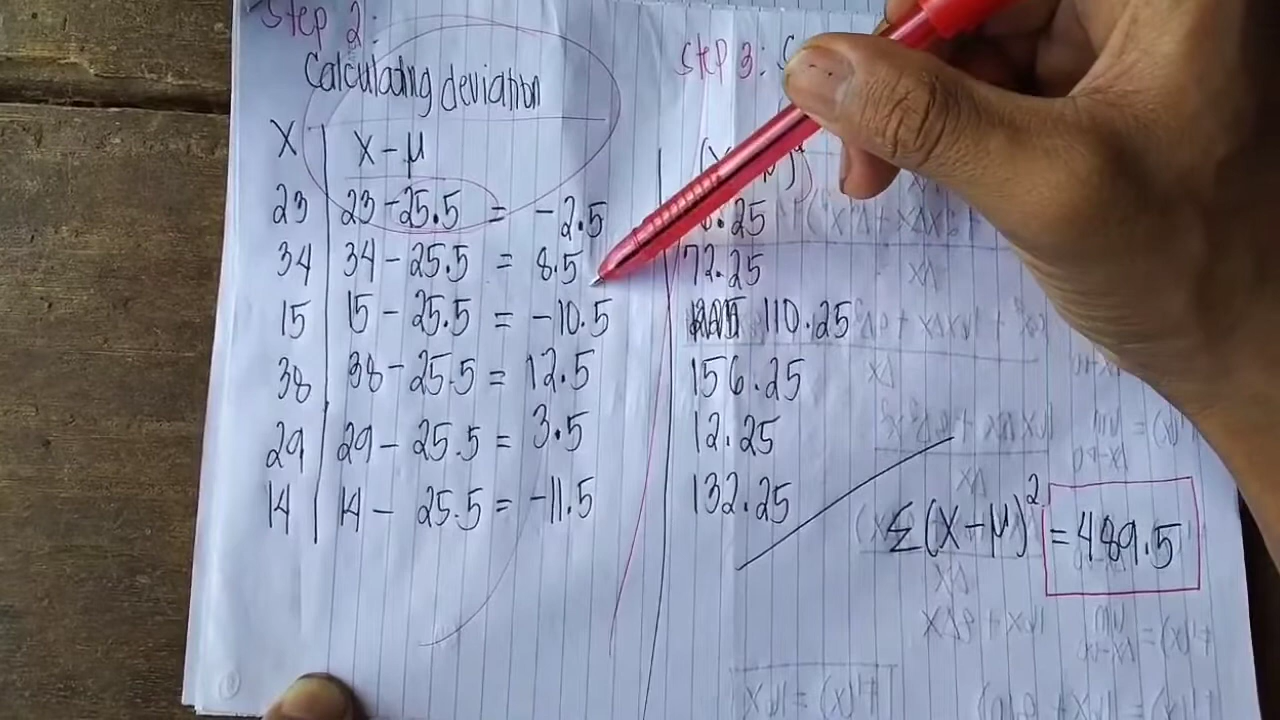 Step 2:
Calculating deviation
X | X - μ
23 | 23 - 25.5 = -2.5
34 | 34 - 25.5 = 8.5
15 | 15 - 25.5 = -10.5
38 | 38 - 25.5 = 12.5
29 | 29 - 25.5 = 3.5
14 | 14 - 25.5 = -11.5
Step 3:
.25
72.25
110.25
156.25
12.25
132.25
Σ(X-μ)² = 489.5